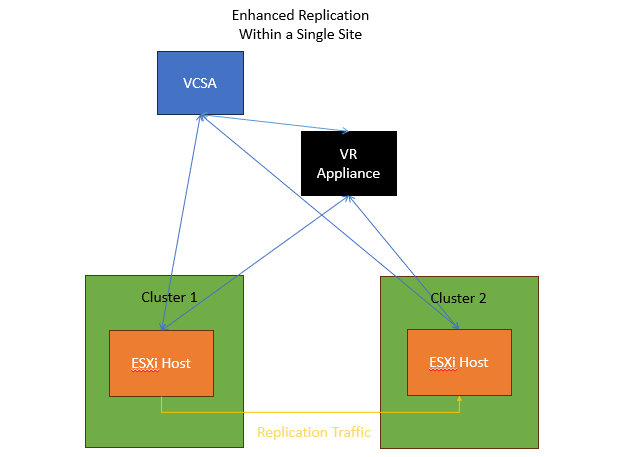 Enhanced Replication
Within a Single Site
VCSA
VR
Appliance
Cluster 1
Cluster 2
ESXi Host
ESXi Host
Replication Traffic